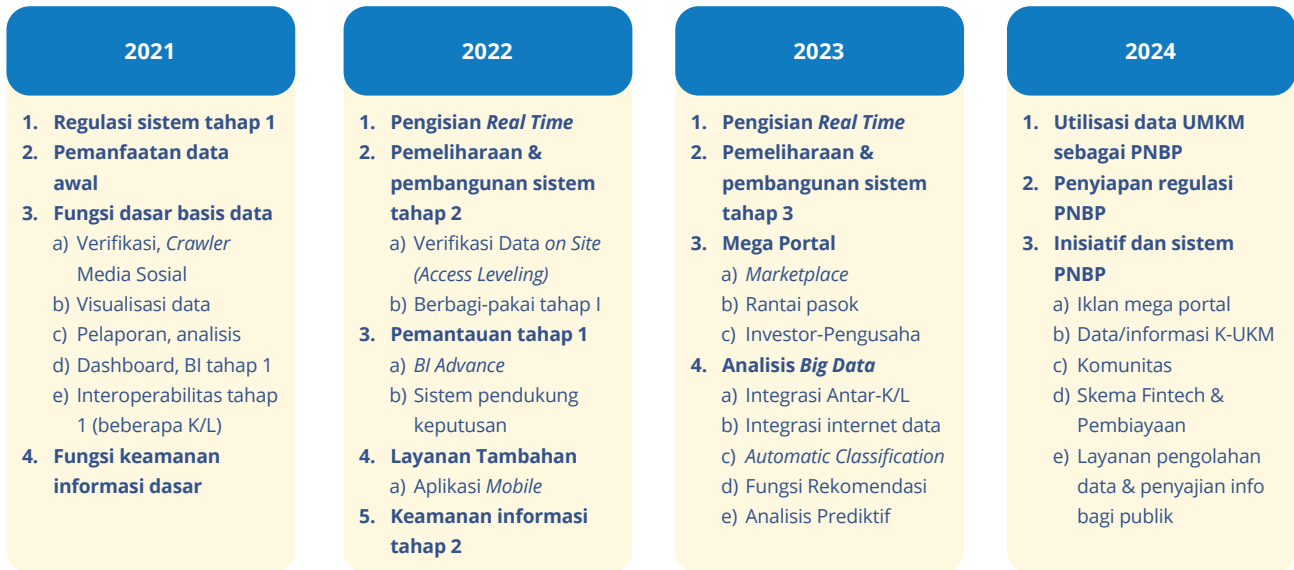 2021
1. Regulasi sistem tahap 1
2. Pemanfaatan data
awal
3. Fungsi dasar basis data
a) Verifikasi, Crawler
Media Sosial
b) Visualisasi data
c) Pelaporan, analisis
d) Dashboard, BI tahap 1
e) Interoperabilitas tahap
1 (beberapa K/L)
4. Fungsi keamanan
informasi dasar
2022
1. Pengisian Real Time
2. Pemeliharaan &
pembangunan sistem
tahap 2
a) Verifikasi Data on Site
(Access Leveling)
b) Berbagi-pakai tahap I
3. Pemantauan tahap 1
a) BI Advance
b) Sistem pendukung
keputusan
4. Layanan Tambahan
a) Aplikasi Mobile
5. Keamanan informasi
tahap 2
2023
1. Pengisian Real Time
2. Pemeliharaan &
pembangunan sistem
tahap 3
3. Mega Portal
a) Marketplace
b) Rantai pasok
c) Investor-Pengusaha
4. Analisis Big Data
a) Integrasi Antar-K/L
b) Integrasi internet data
c) Automatic Classification
d) Fungsi Rekomendasi
e) Analisis Prediktif
2024
1. Utilisasi data UMKM
sebagai PNBP
2. Penyiapan regulasi
PNBP
3. Inisiatif dan sistem
PNBP
a) Iklan mega portal
b) Data/informasi K-UKM
c) Komunitas
d) Skema Fintech &
Pembiayaan
e) Layanan pengolahan
data & penyajian info
bagi publik